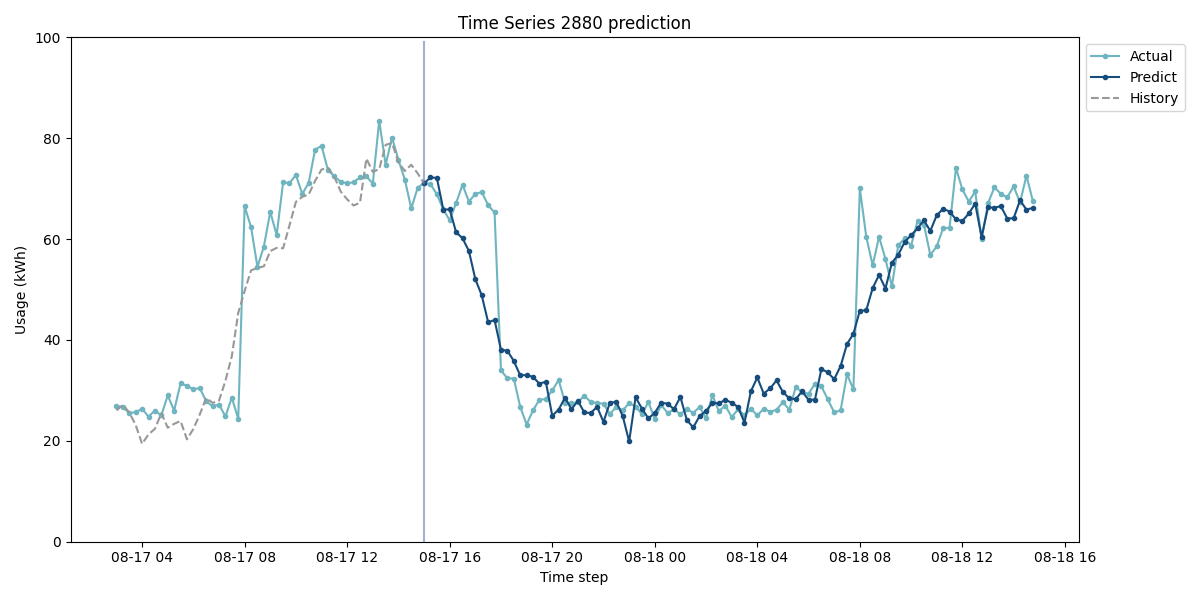 Time Series 2880 prediction
Usage (kWh)
100
80
60
40
20
0
08-17 04
08-17 08
08-17 12
08-17 16
08-17 20
08-18 00
08-18 04
08-18 08
08-18 12
08-18 16
Time step
Actual
Predict
History